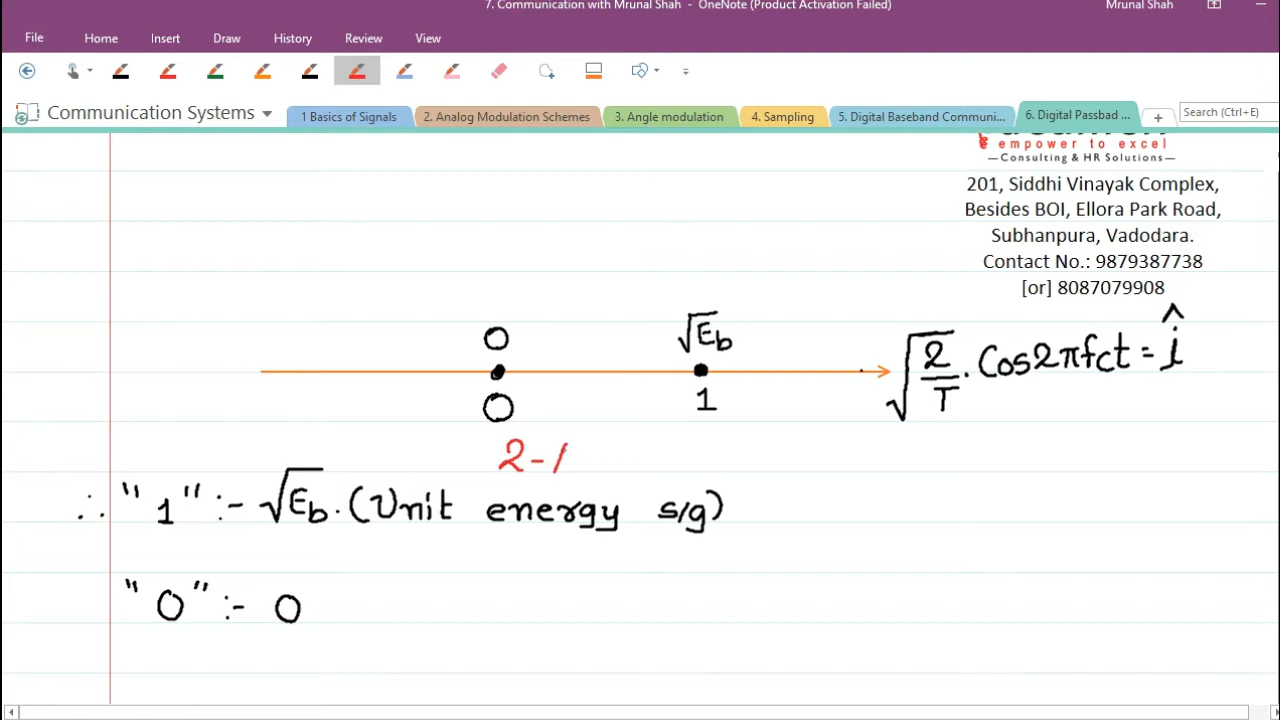 7. Communication with Mrunal Shah - OneNote (Product Activation Failed)
Mrunal Shah
File Home Insert Draw History Review View
Communication Systems
1 Basics of Signals
2. Analog Modulation Schemes
3. Angle modulation
4. Sampling
5. Digital Baseband Communi...
6. Digital Passbad ...
Search (Ctrl+E)
empower to excel
—Consulting & HR Solutions—
201, Siddhi Vinayak Complex,
Besides BOI, Ellora Park Road,
Subhanpura, Vadodara.
Contact No.: 9879387738
[or] 8087079908
0 √Eb
√(2/T) . Cos2πfct = î
0 1
2 - 1
∴ "1" :- √Eb . (Unit energy s/g)
"0" :- 0